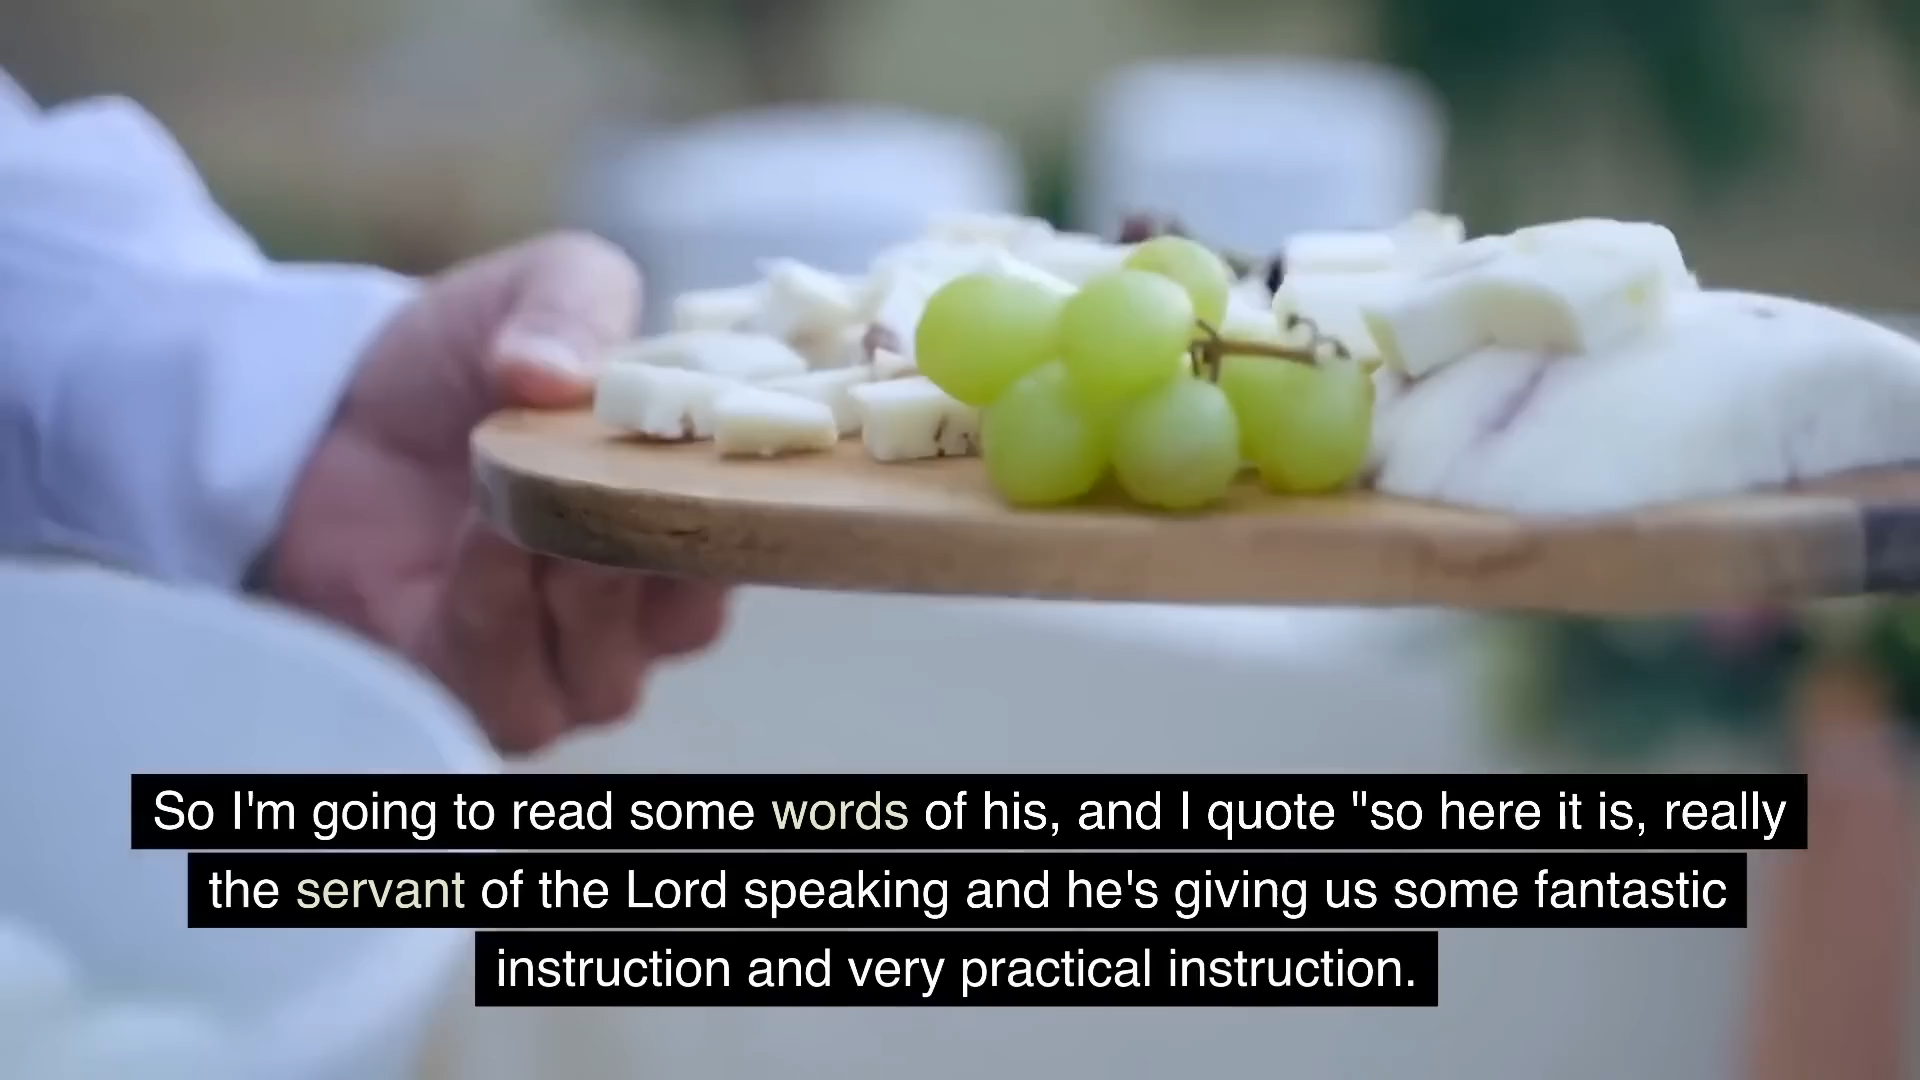 So I'm going to read some words of his, and I quote "so here it is, really
the servant of the Lord speaking and he's giving us some fantastic
instruction and very practical instruction.